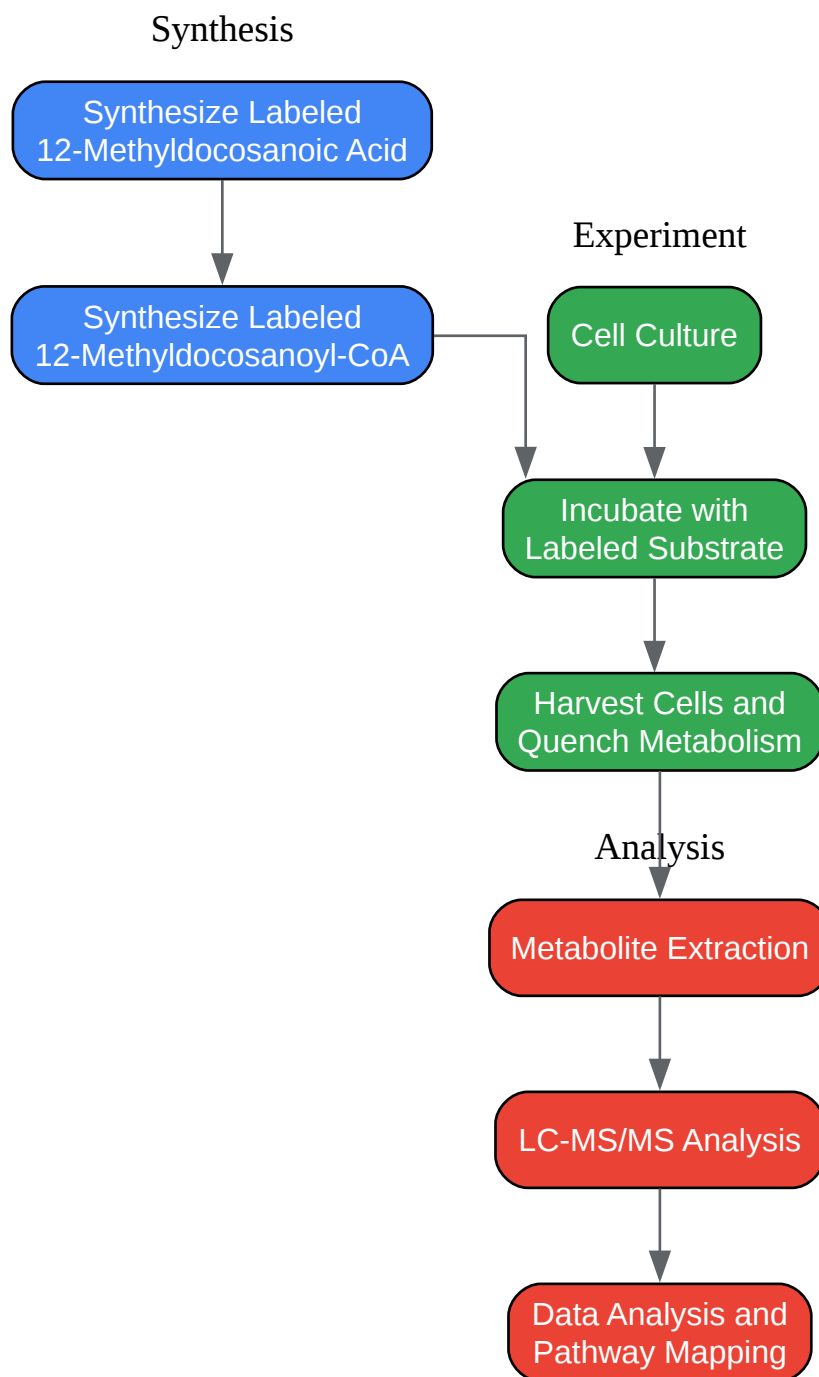 Synthesis
Synthesize Labeled
12-Methyldocosanoic Acid
Synthesize Labeled
12-Methyldocosanoyl-CoA
Experiment
Cell Culture
Incubate with
Labeled Substrate
Harvest Cells and
Quench Metabolism
Analysis
Metabolite Extraction
LC-MS/MS Analysis
Data Analysis and
Pathway Mapping